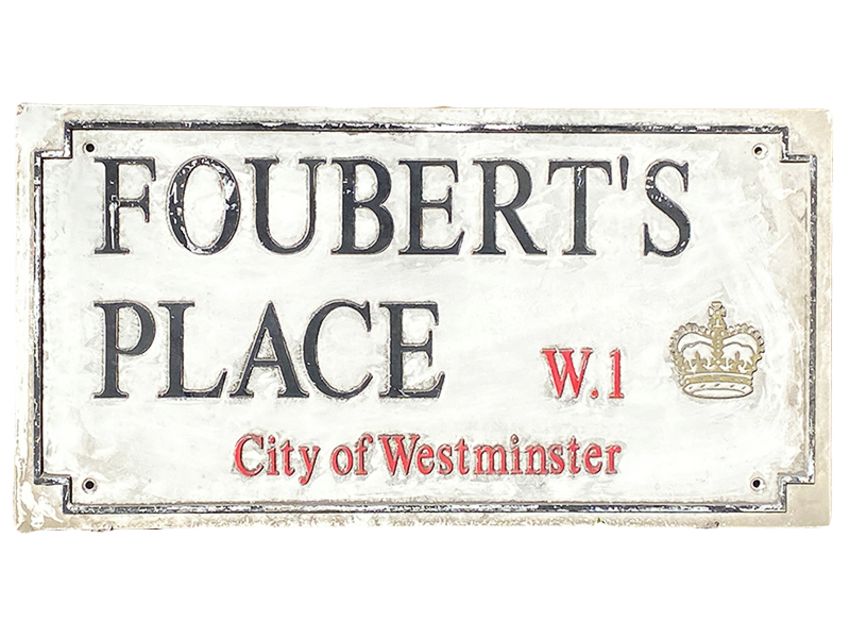 FOUBERT'S
PLACE W.1
City of Westminster